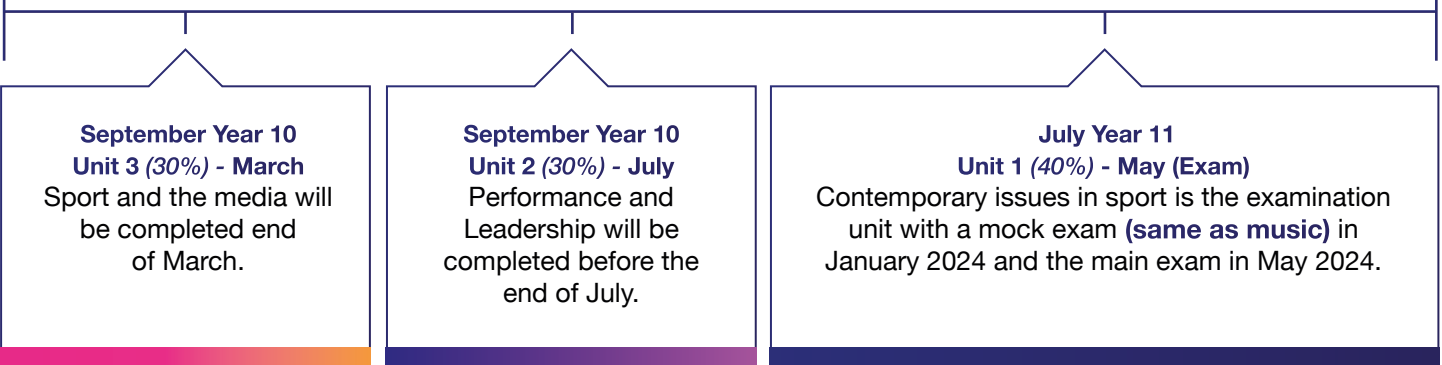 September Year 10
Unit 3 (30%) - March
Sport and the media will
be completed end
of March.
September Year 10
Unit 2 (30%) - July
Performance and
Leadership will be
completed before the
end of July.
July Year 11
Unit 1 (40%) - May (Exam)
Contemporary issues in sport is the examination
unit with a mock exam (same as music) in
January 2024 and the main exam in May 2024.